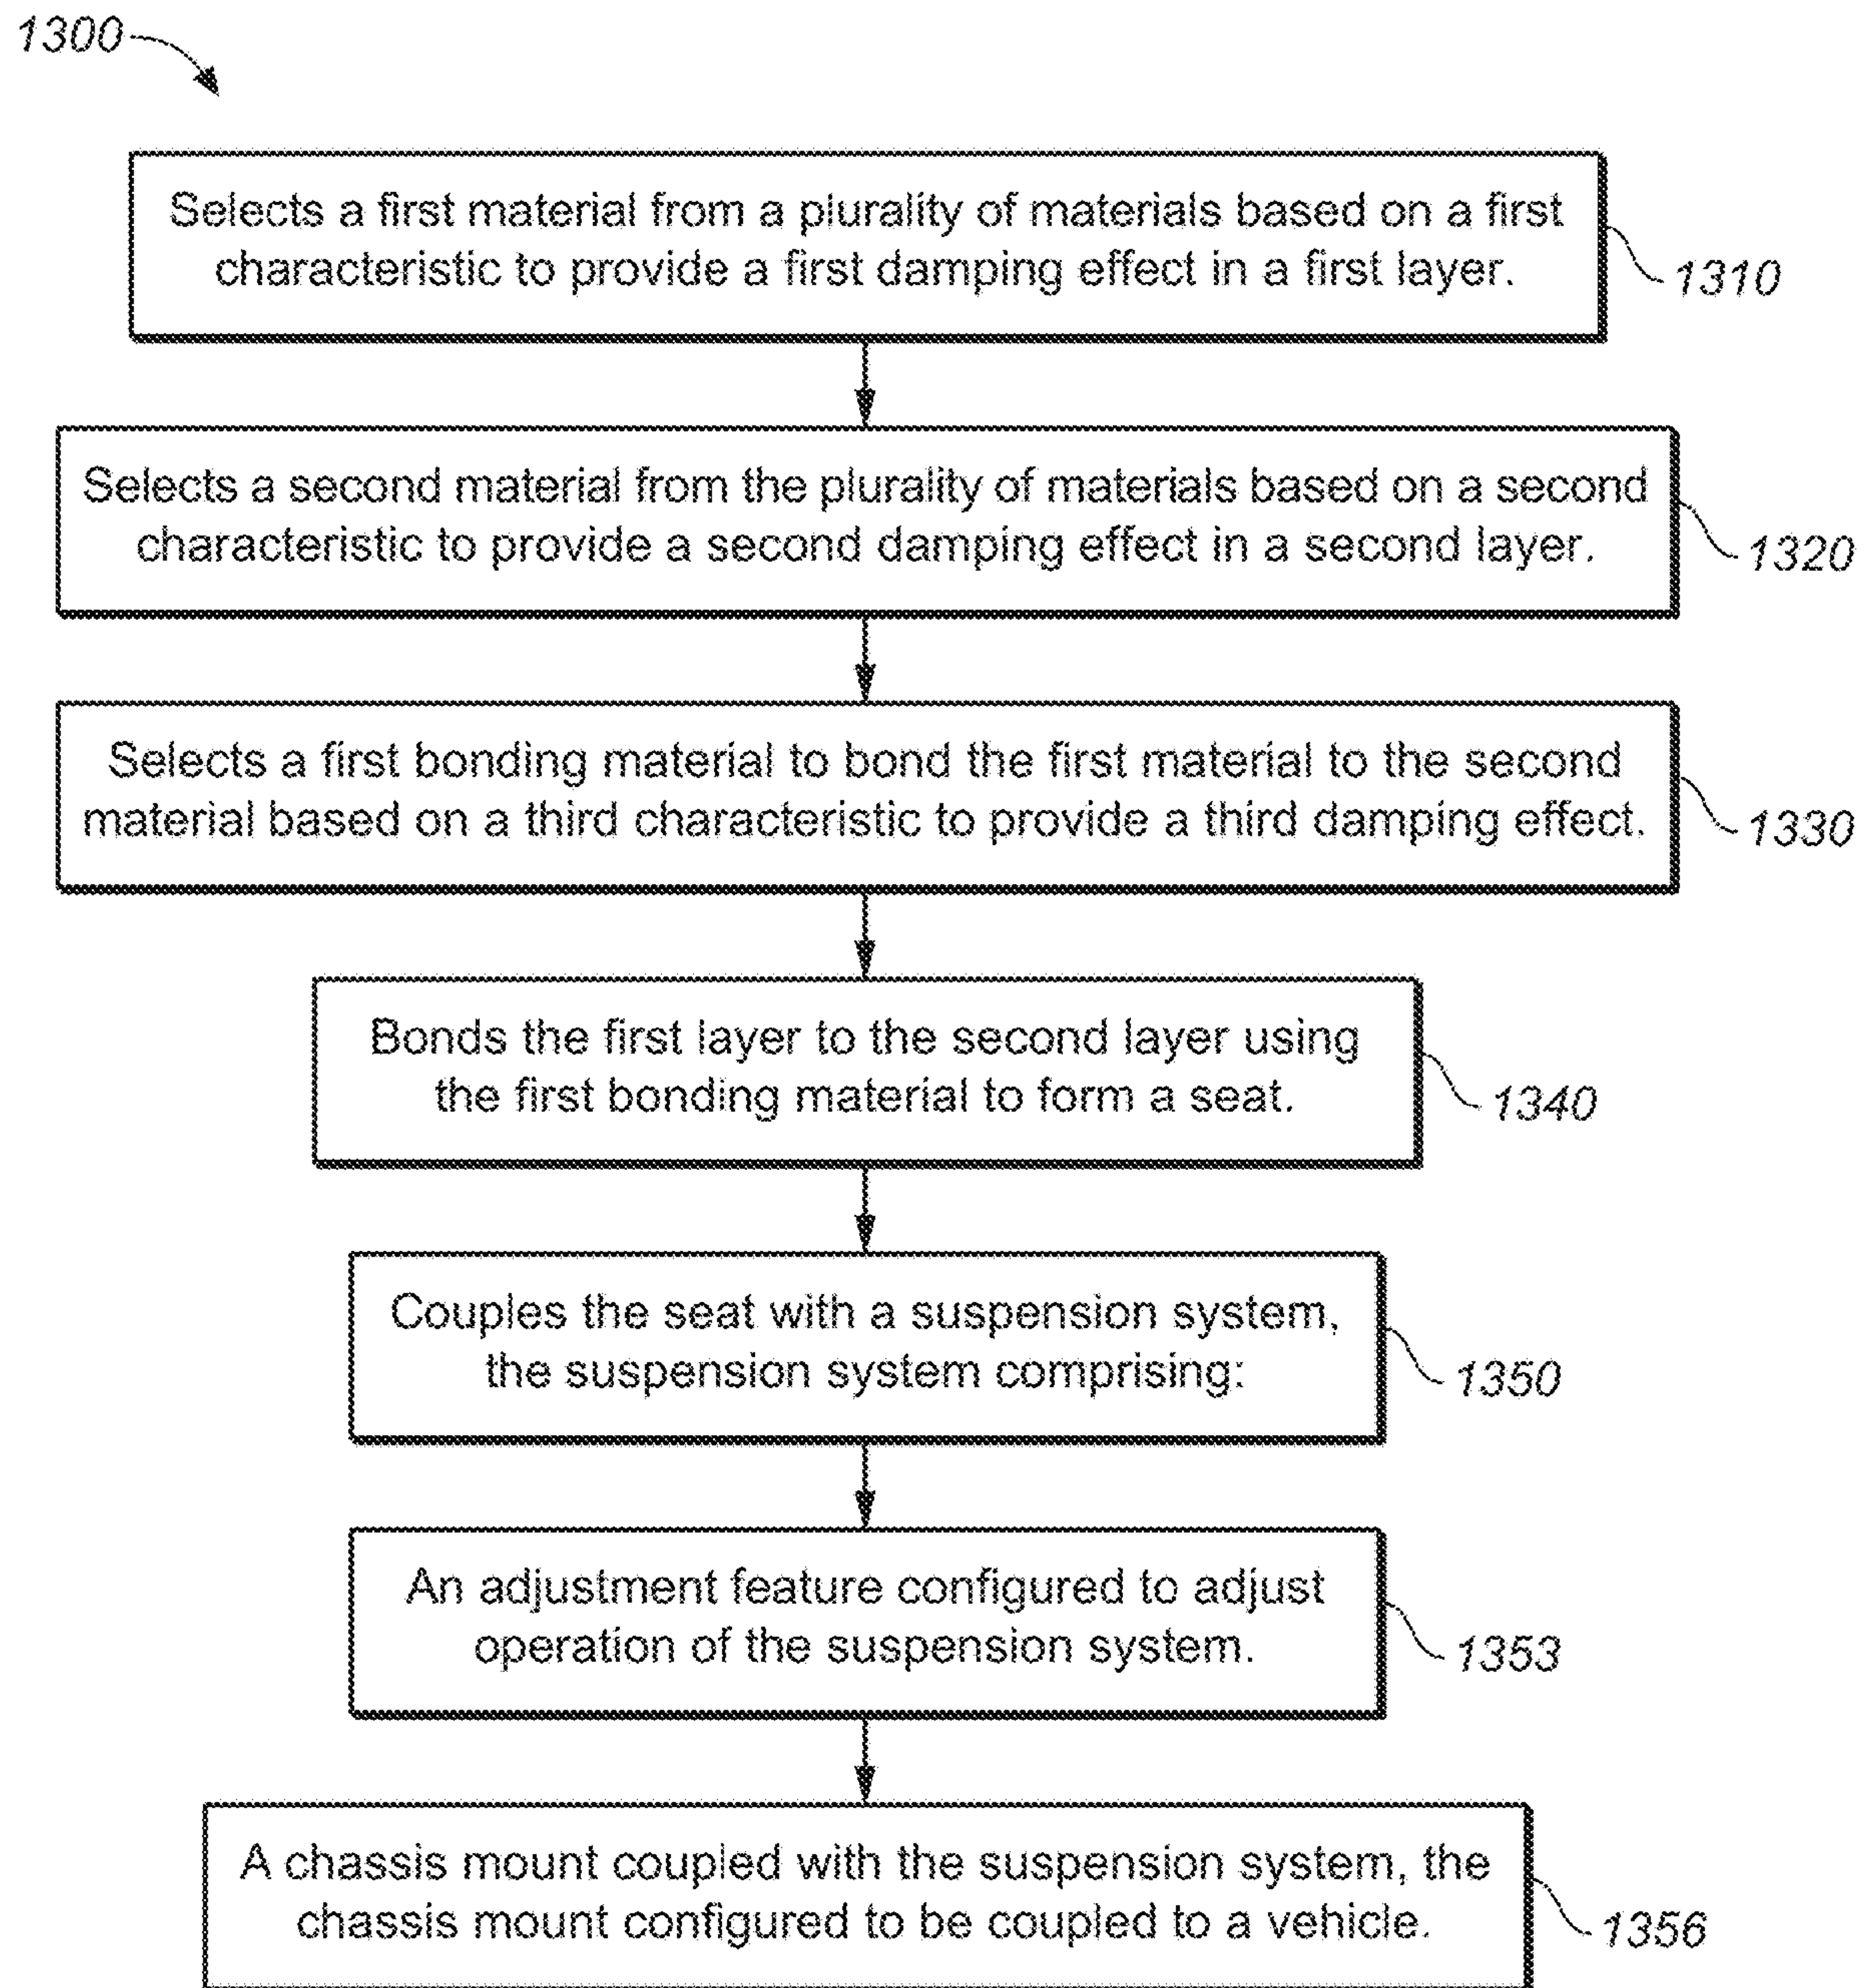 1300
Selects a first material from a plurality of materials based on a first
characteristic to provide a first damping effect in a first layer.
1310
Selects a second material from the plurality of materials based on a second
characteristic to provide a second damping effect in a second layer.
1320
Selects a first bonding material to bond the first material to the second
material based on a third characteristic to provide a third damping effect.
1330
Bonds the first layer to the second layer using
the first bonding material to form a seat.
1340
Couples the seat with a suspension system,
the suspension system comprising:
1350
An adjustment feature configured to adjust
operation of the suspension system.
1353
A chassis mount coupled with the suspension system, the
chassis mount configured to be coupled to a vehicle.
1356